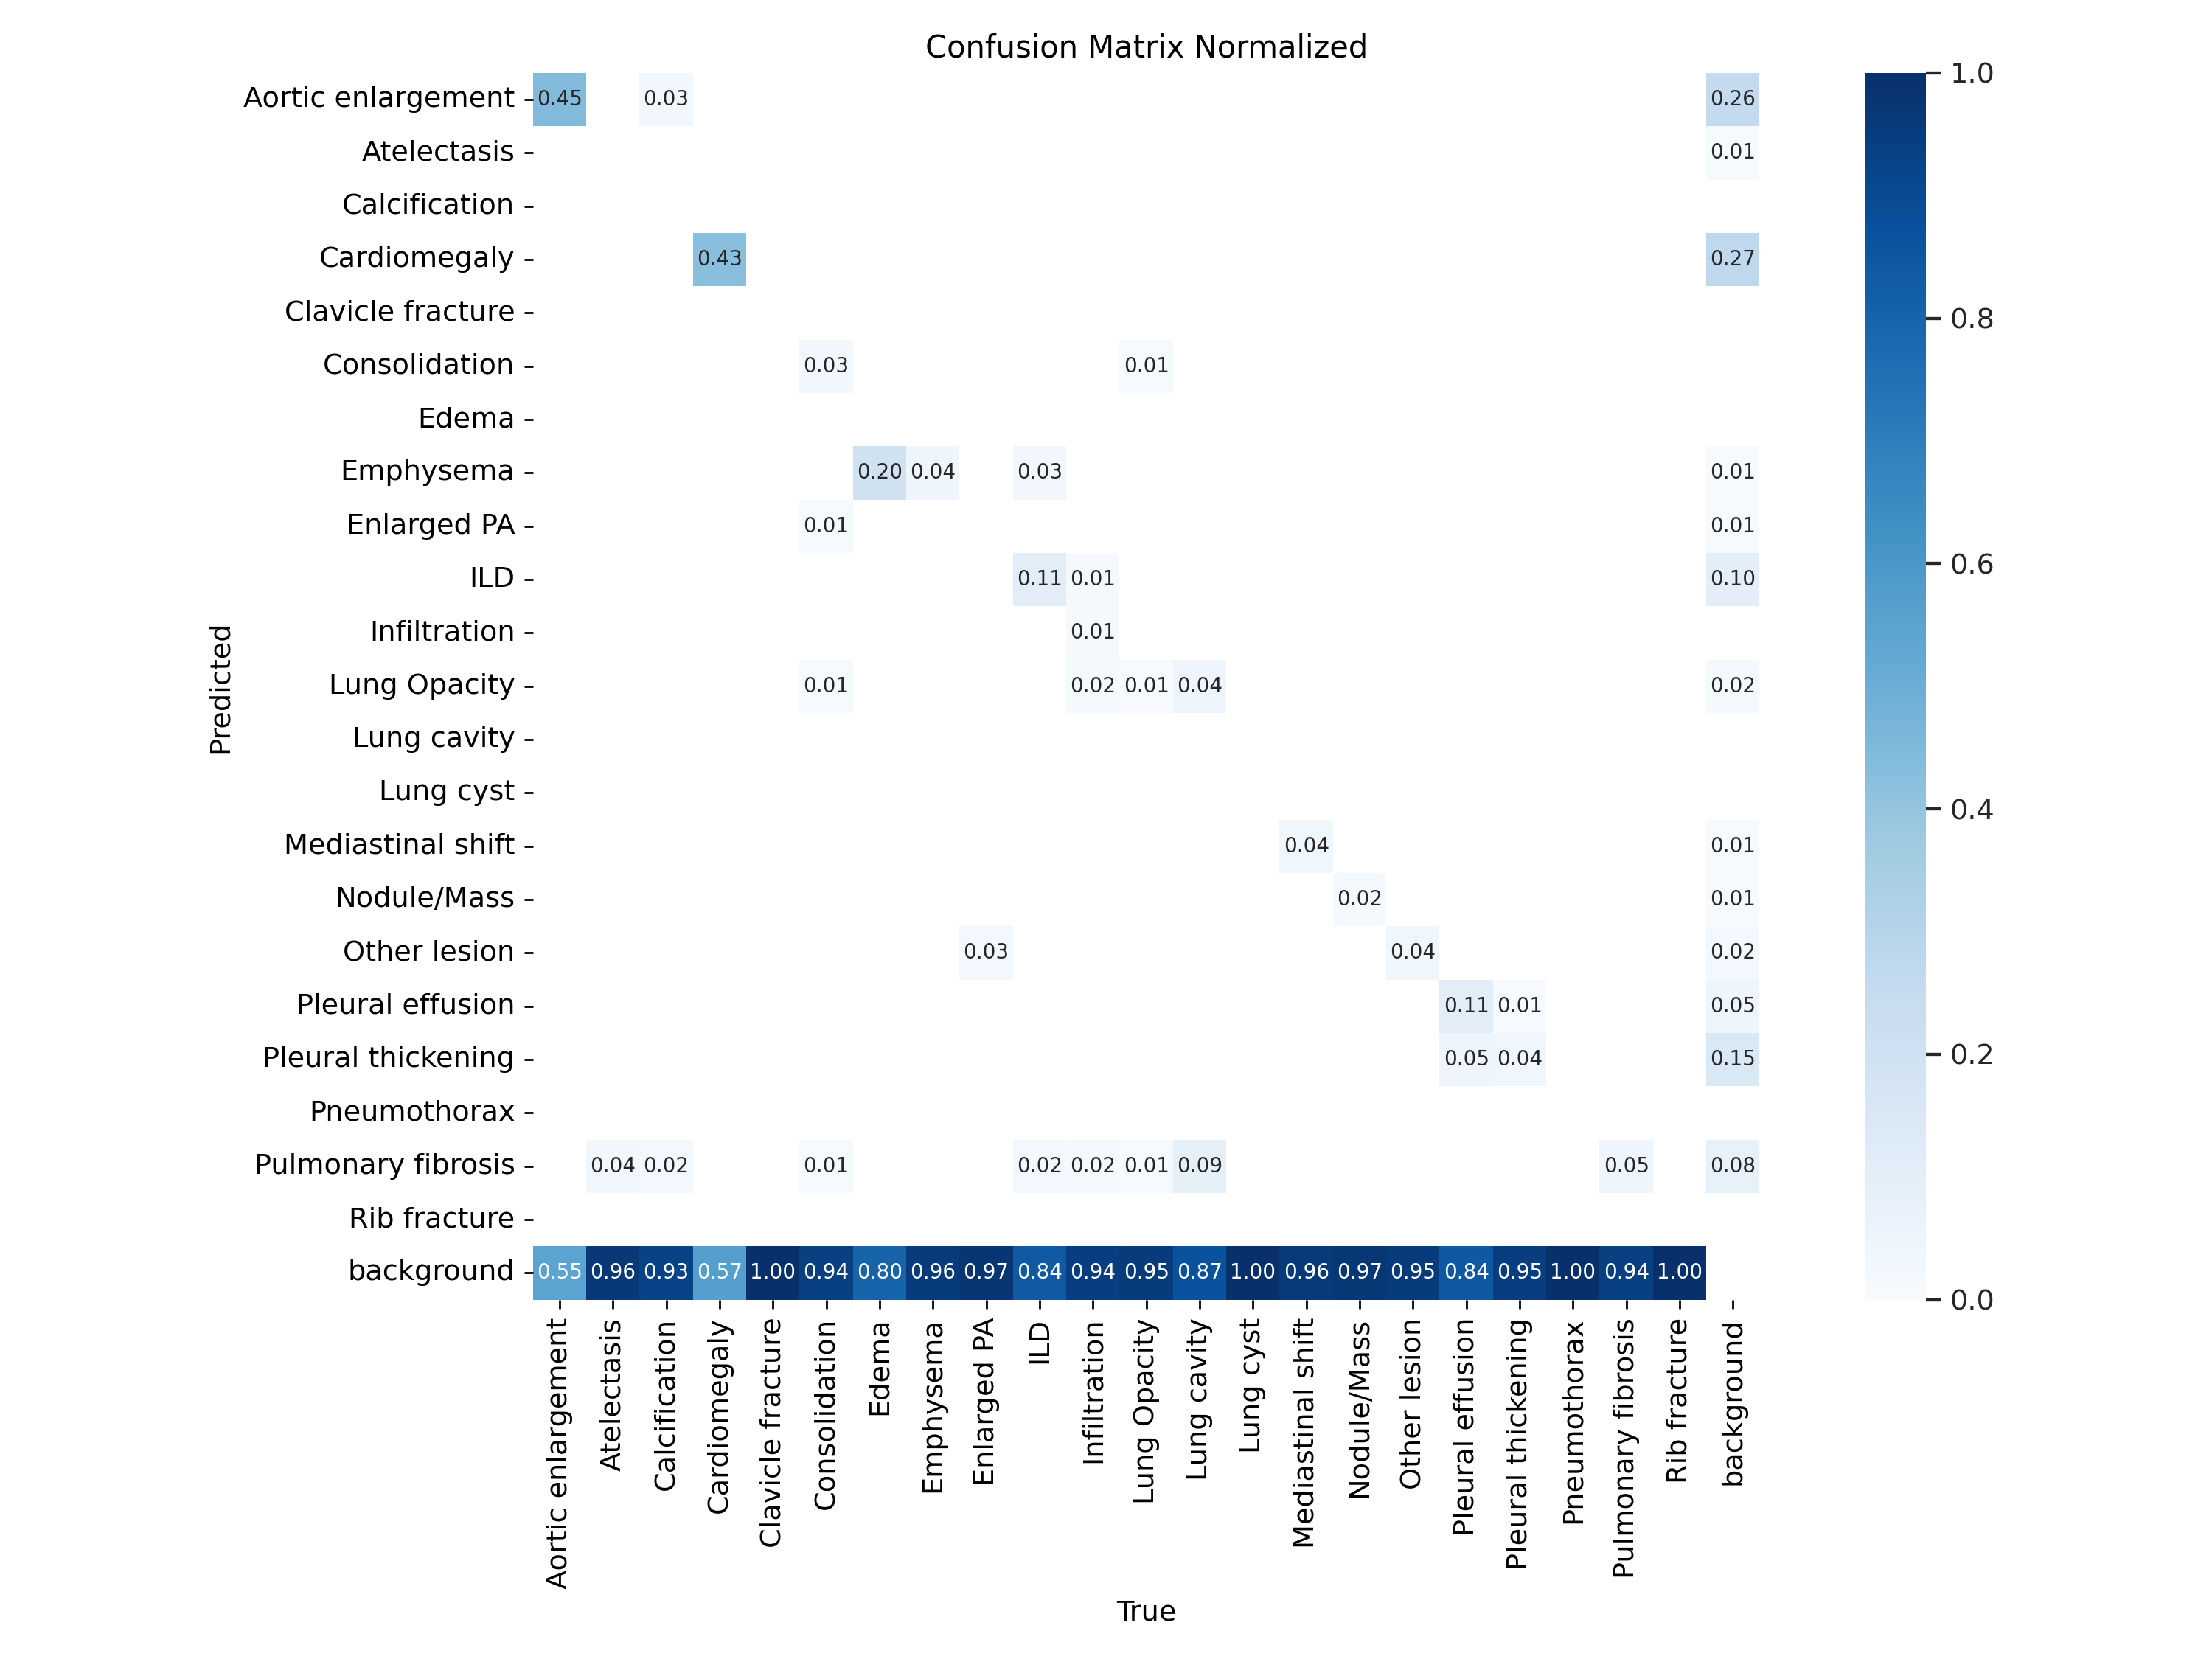 Confusion Matrix Normalized
Aortic enlargement 0.45 0.03 0.26
Atelectasis 0.01
Calcification
Cardiomegaly 0.43 0.27
Clavicle fracture
Consolidation 0.03 0.01
Edema
Emphysema 0.20 0.04 0.03 0.01
Enlarged PA 0.01 0.01
ILD 0.11 0.01 0.10
Infiltration 0.01
Lung Opacity 0.01 0.02 0.01 0.04 0.02
Lung cavity
Lung cyst
Mediastinal shift 0.04 0.01
Nodule/Mass 0.02 0.01
Other lesion 0.03 0.04 0.02
Pleural effusion 0.11 0.01 0.05
Pleural thickening 0.05 0.04 0.15
Pneumothorax
Pulmonary fibrosis 0.04 0.02 0.01 0.02 0.02 0.01 0.09 0.05 0.08
Rib fracture
background 0.55 0.96 0.93 0.57 1.00 0.94 0.80 0.96 0.97 0.84 0.94 0.95 0.87 1.00 0.96 0.97 0.95 0.84 0.95 1.00 0.94 1.00
Predicted
Aortic enlargement
Atelectasis
Calcification
Cardiomegaly
Clavicle fracture
Consolidation
Edema
Emphysema
Enlarged PA
ILD
Infiltration
Lung Opacity
Lung cavity
Lung cyst
Mediastinal shift
Nodule/Mass
Other lesion
Pleural effusion
Pleural thickening
Pneumothorax
Pulmonary fibrosis
Rib fracture
background
True
1.0
0.8
0.6
0.4
0.2
0.0